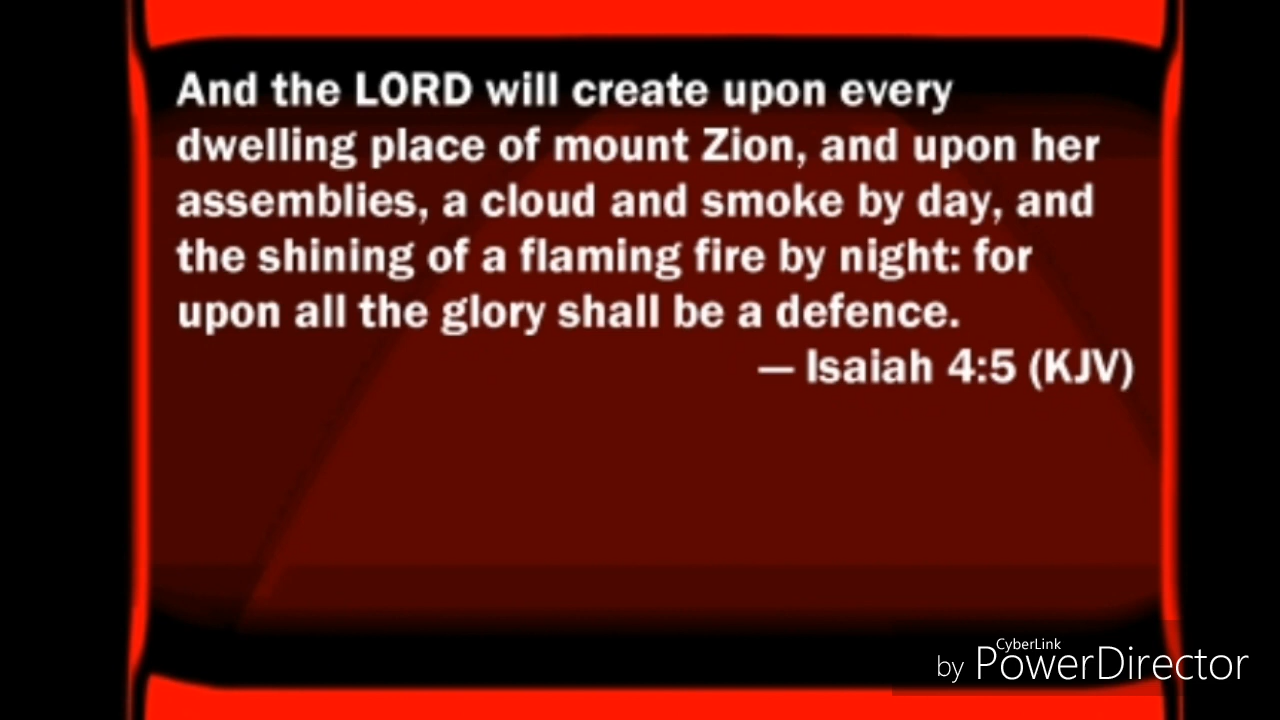 And the LORD will create upon every
dwelling place of mount Zion, and upon her
assemblies, a cloud and smoke by day, and
the shining of a flaming fire by night: for
upon all the glory shall be a defence.
— Isaiah 4:5 (KJV)
CyberLink
by PowerDirector